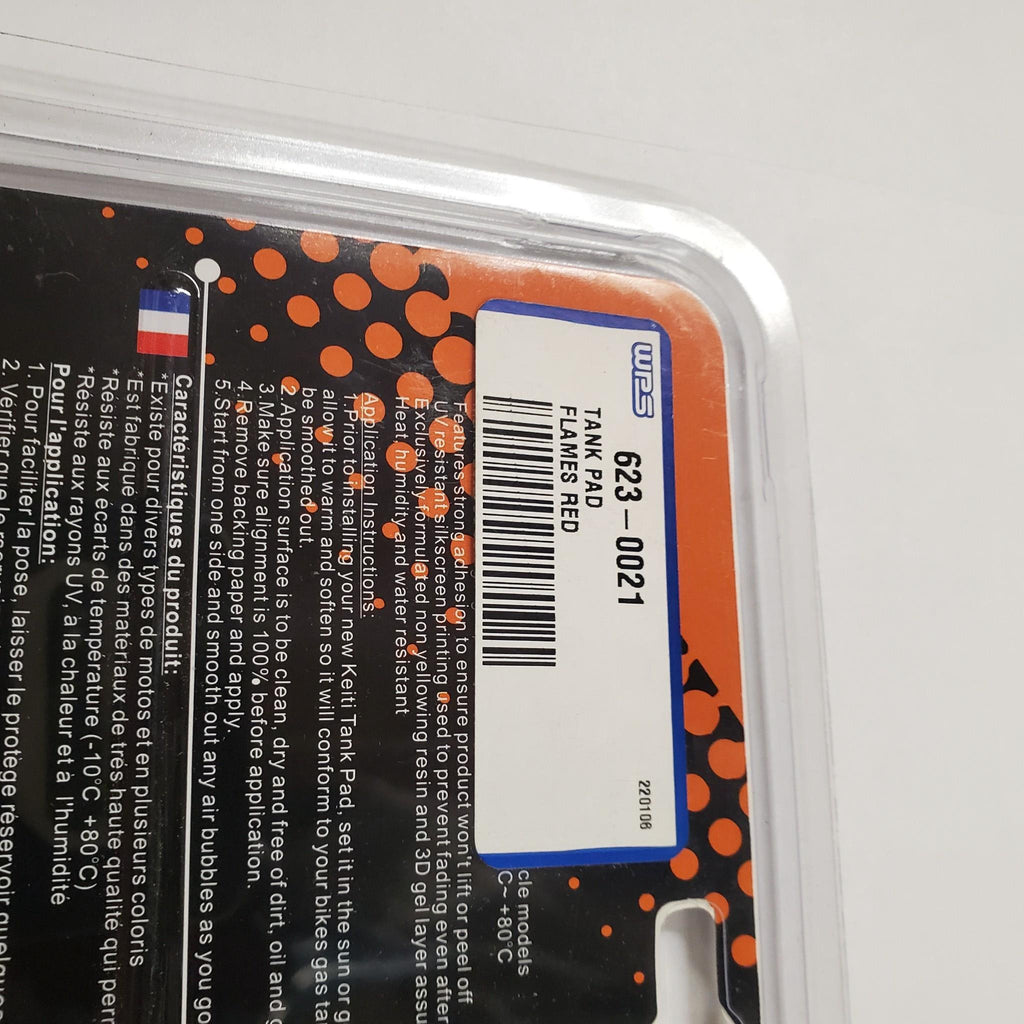 WPS
623-0021
TANK PAD
FLAMES RED
220106
cle models
C~ +80°C
Features strong adhesion to ensure product won't lift or peel off
UV resistant silkscreen printing used to prevent fading even after
Exclusively formulated non yellowing resin and 3D gel layer assu
Heat, humidity and water resistant
Application Instructions:
1.Prior to installing your new Keiti Tank Pad, set it in the sun or g
allow it to warm and soften so it will conform to your bikes gas ta
be smoothed out.
2.Application surface is to be clean, dry and free of dirt, oil and g
3.Make sure alignment is 100% before application.
4.Remove backing paper and apply.
5.Start from one side and smooth out any air bubbles as you go
Caractéristiques du produit:
*Existe pour divers types de motos et en plusieurs coloris
*Est fabriqué dans des matériaux de très haute qualité qui perr
*Résiste aux écarts de température (-10°C +80°C)
*Résiste aux rayons UV, à la chaleur et à l'humidité
Pour l'application:
1. Pour faciliter la pose, laisser le protège réservoir quelques
2. Vérifier que le